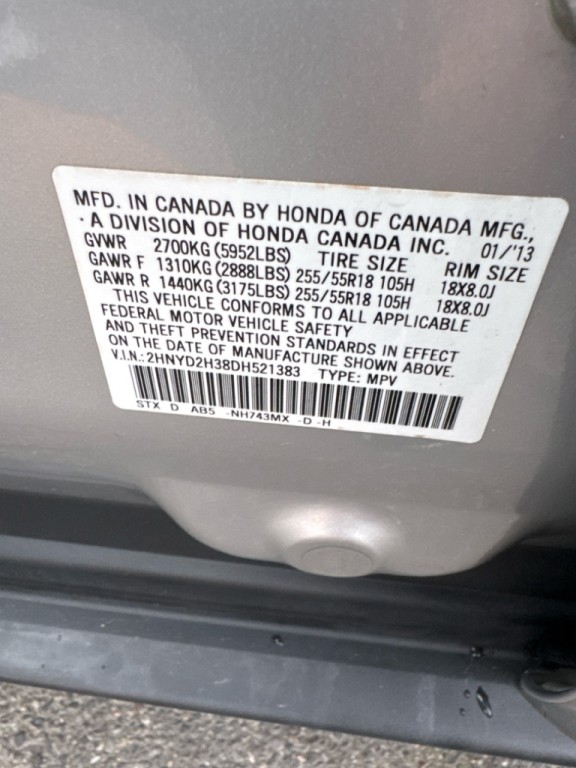 MFD. IN CANADA BY HONDA OF CANADA MFG.,
· A DIVISION OF HONDA CANADA INC. 01/'13
GVWR 2700KG (5952LBS) TIRE SIZE RIM SIZE
GAWR F 1310KG (2888LBS) 255/55R18 105H 18X8.0J
GAWR R 1440KG (3175LBS) 255/55R18 105H 18X8.0J
THIS VEHICLE CONFORMS TO ALL APPLICABLE
FEDERAL MOTOR VEHICLE SAFETY
AND THEFT PREVENTION STANDARDS IN EFFECT
ON THE DATE OF MANUFACTURE SHOWN ABOVE.
V.I.N.: 2HNYD2H38DH521383 TYPE: MPV
STX D AB5 -NH743MX -D -H